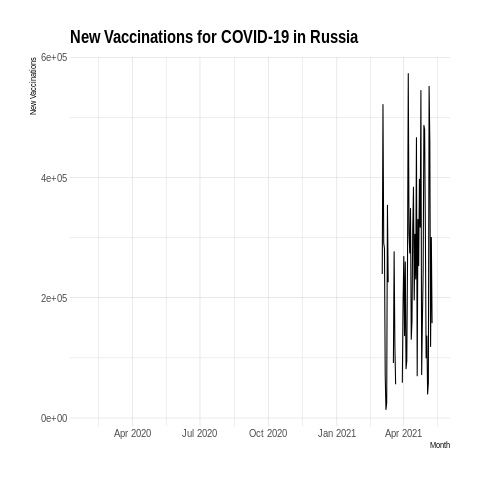 New Vaccinations for COVID-19 in Russia
New Vaccinations
6e+05
4e+05
2e+05
0e+00
Apr 2020 Jul 2020 Oct 2020 Jan 2021 Apr 2021
Month